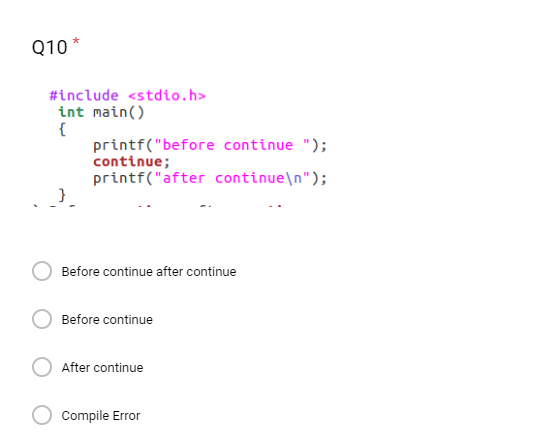 Q10 *
#include <stdio.h>
int main()
{
printf("before continue ");
continue;
printf("after continue\n");
}
Before continue after continue
Before continue
After continue
Compile Error